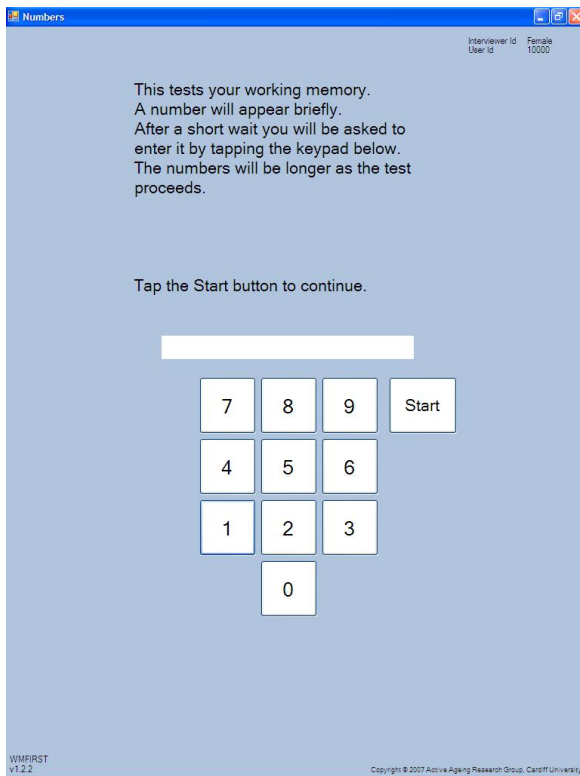 Numbers
Interviewer Id Female
User Id 10000
This tests your working memory.
A number will appear briefly.
After a short wait you will be asked to
enter it by tapping the keypad below.
The numbers will be longer as the test
proceeds.
Tap the Start button to continue.
7 8 9 Start
4 5 6
1 2 3
0
WMFIRST
v1.2.2
Copyright © 2007 Active Ageing Research Group, Cardiff University